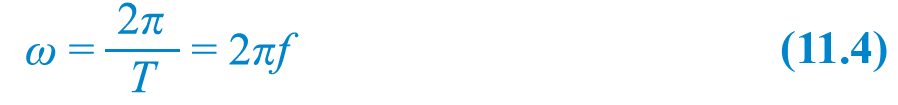 ω = 2π/T = 2πf (11.4)